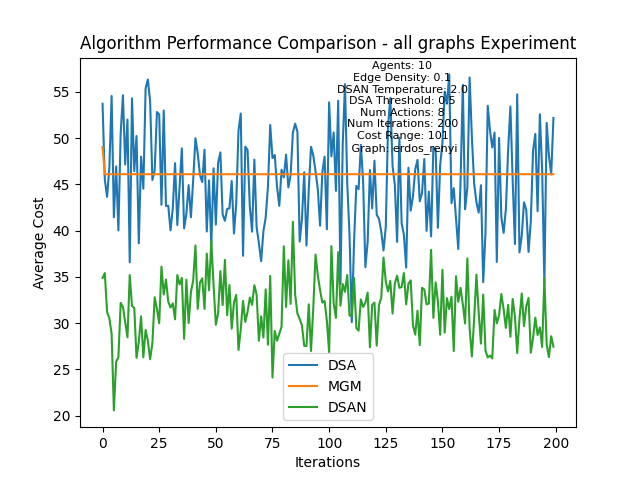 Algorithm Performance Comparison - all graphs Experiment
Agents: 10
Edge Density: 0.1
DSAN Temperature: 2.0
DSA Threshold: 0.5
Num Actions: 8
Num Iterations: 200
Cost Range: 101
Graph: erdos_renyi
Average Cost
55
50
45
40
35
30
25
20
DSA
MGM
DSAN
0
25
50
75
100
125
150
175
200
Iterations